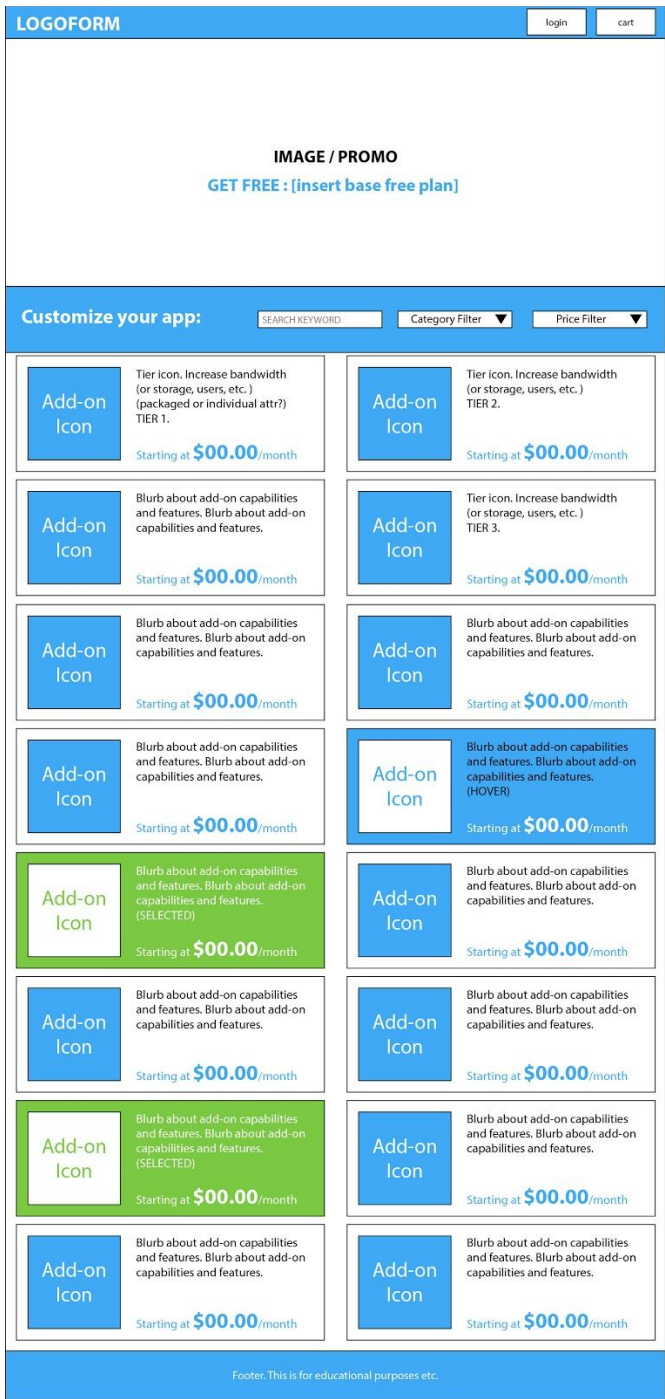 LOGOFORM
login
cart
IMAGE / PROMO
GET FREE : [insert base free plan]
Customize your app:
SEARCH KEYWORD
Category Filter
Price Filter
Add-on
Icon
Tier icon. Increase bandwidth
(or storage, users, etc. )
(packaged or individual attr?)
TIER 1.
Starting at $00.00/month
Add-on
Icon
Tier icon. Increase bandwidth
(or storage, users, etc. )
TIER 2.
Starting at $00.00/month
Add-on
Icon
Blurb about add-on capabilities
and features. Blurb about add-on
capabilities and features.
Starting at $00.00/month
Add-on
Icon
Tier icon. Increase bandwidth
(or storage, users, etc. )
TIER 3.
Starting at $00.00/month
Add-on
Icon
Blurb about add-on capabilities
and features. Blurb about add-on
capabilities and features.
Starting at $00.00/month
Add-on
Icon
Blurb about add-on capabilities
and features. Blurb about add-on
capabilities and features.
Starting at $00.00/month
Add-on
Icon
Blurb about add-on capabilities
and features. Blurb about add-on
capabilities and features.
Starting at $00.00/month
Add-on
Icon
Blurb about add-on capabilities
and features. Blurb about add-on
capabilities and features.
(HOVER)
Starting at $00.00/month
Add-on
Icon
Blurb about add-on capabilities
and features. Blurb about add-on
capabilities and features.
(SELECTED)
Starting at $00.00/month
Add-on
Icon
Blurb about add-on capabilities
and features. Blurb about add-on
capabilities and features.
Starting at $00.00/month
Add-on
Icon
Blurb about add-on capabilities
and features. Blurb about add-on
capabilities and features.
Starting at $00.00/month
Add-on
Icon
Blurb about add-on capabilities
and features. Blurb about add-on
capabilities and features.
Starting at $00.00/month
Add-on
Icon
Blurb about add-on capabilities
and features. Blurb about add-on
capabilities and features.
(SELECTED)
Starting at $00.00/month
Add-on
Icon
Blurb about add-on capabilities
and features. Blurb about add-on
capabilities and features.
Starting at $00.00/month
Add-on
Icon
Blurb about add-on capabilities
and features. Blurb about add-on
capabilities and features.
Starting at $00.00/month
Add-on
Icon
Blurb about add-on capabilities
and features. Blurb about add-on
capabilities and features.
Starting at $00.00/month
Footer. This is for educational purposes etc.